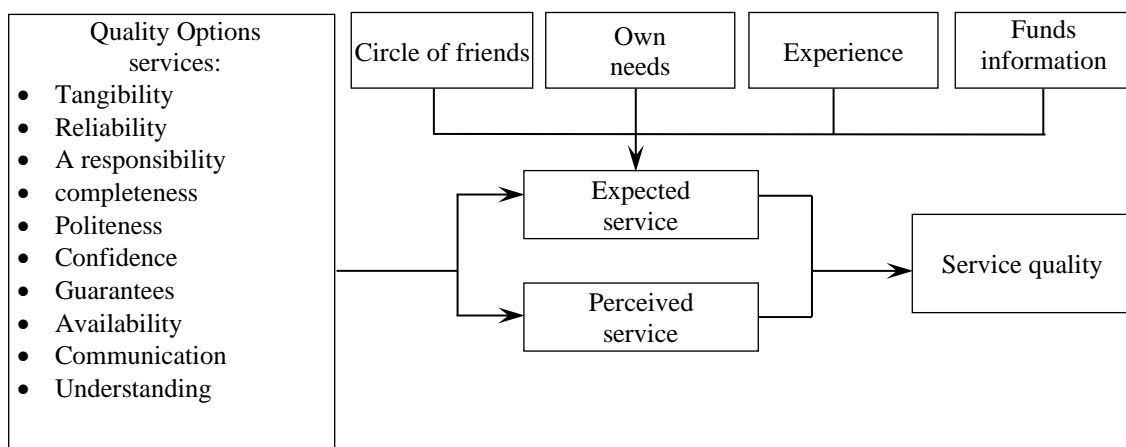 Quality Options
services:
• Tangibility
• Reliability
• A responsibility
• completeness
• Politeness
• Confidence
• Guarantees
• Availability
• Communication
• Understanding
Circle of friends
Own
needs
Experience
Funds
information
Expected
service
Perceived
service
Service quality